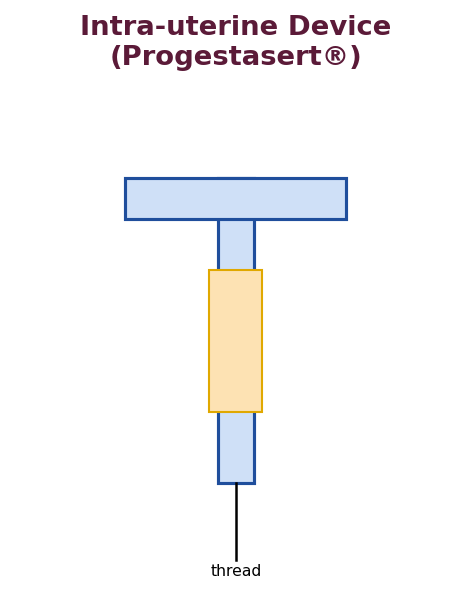 Intra-uterine Device
(Progestasert®)
thread